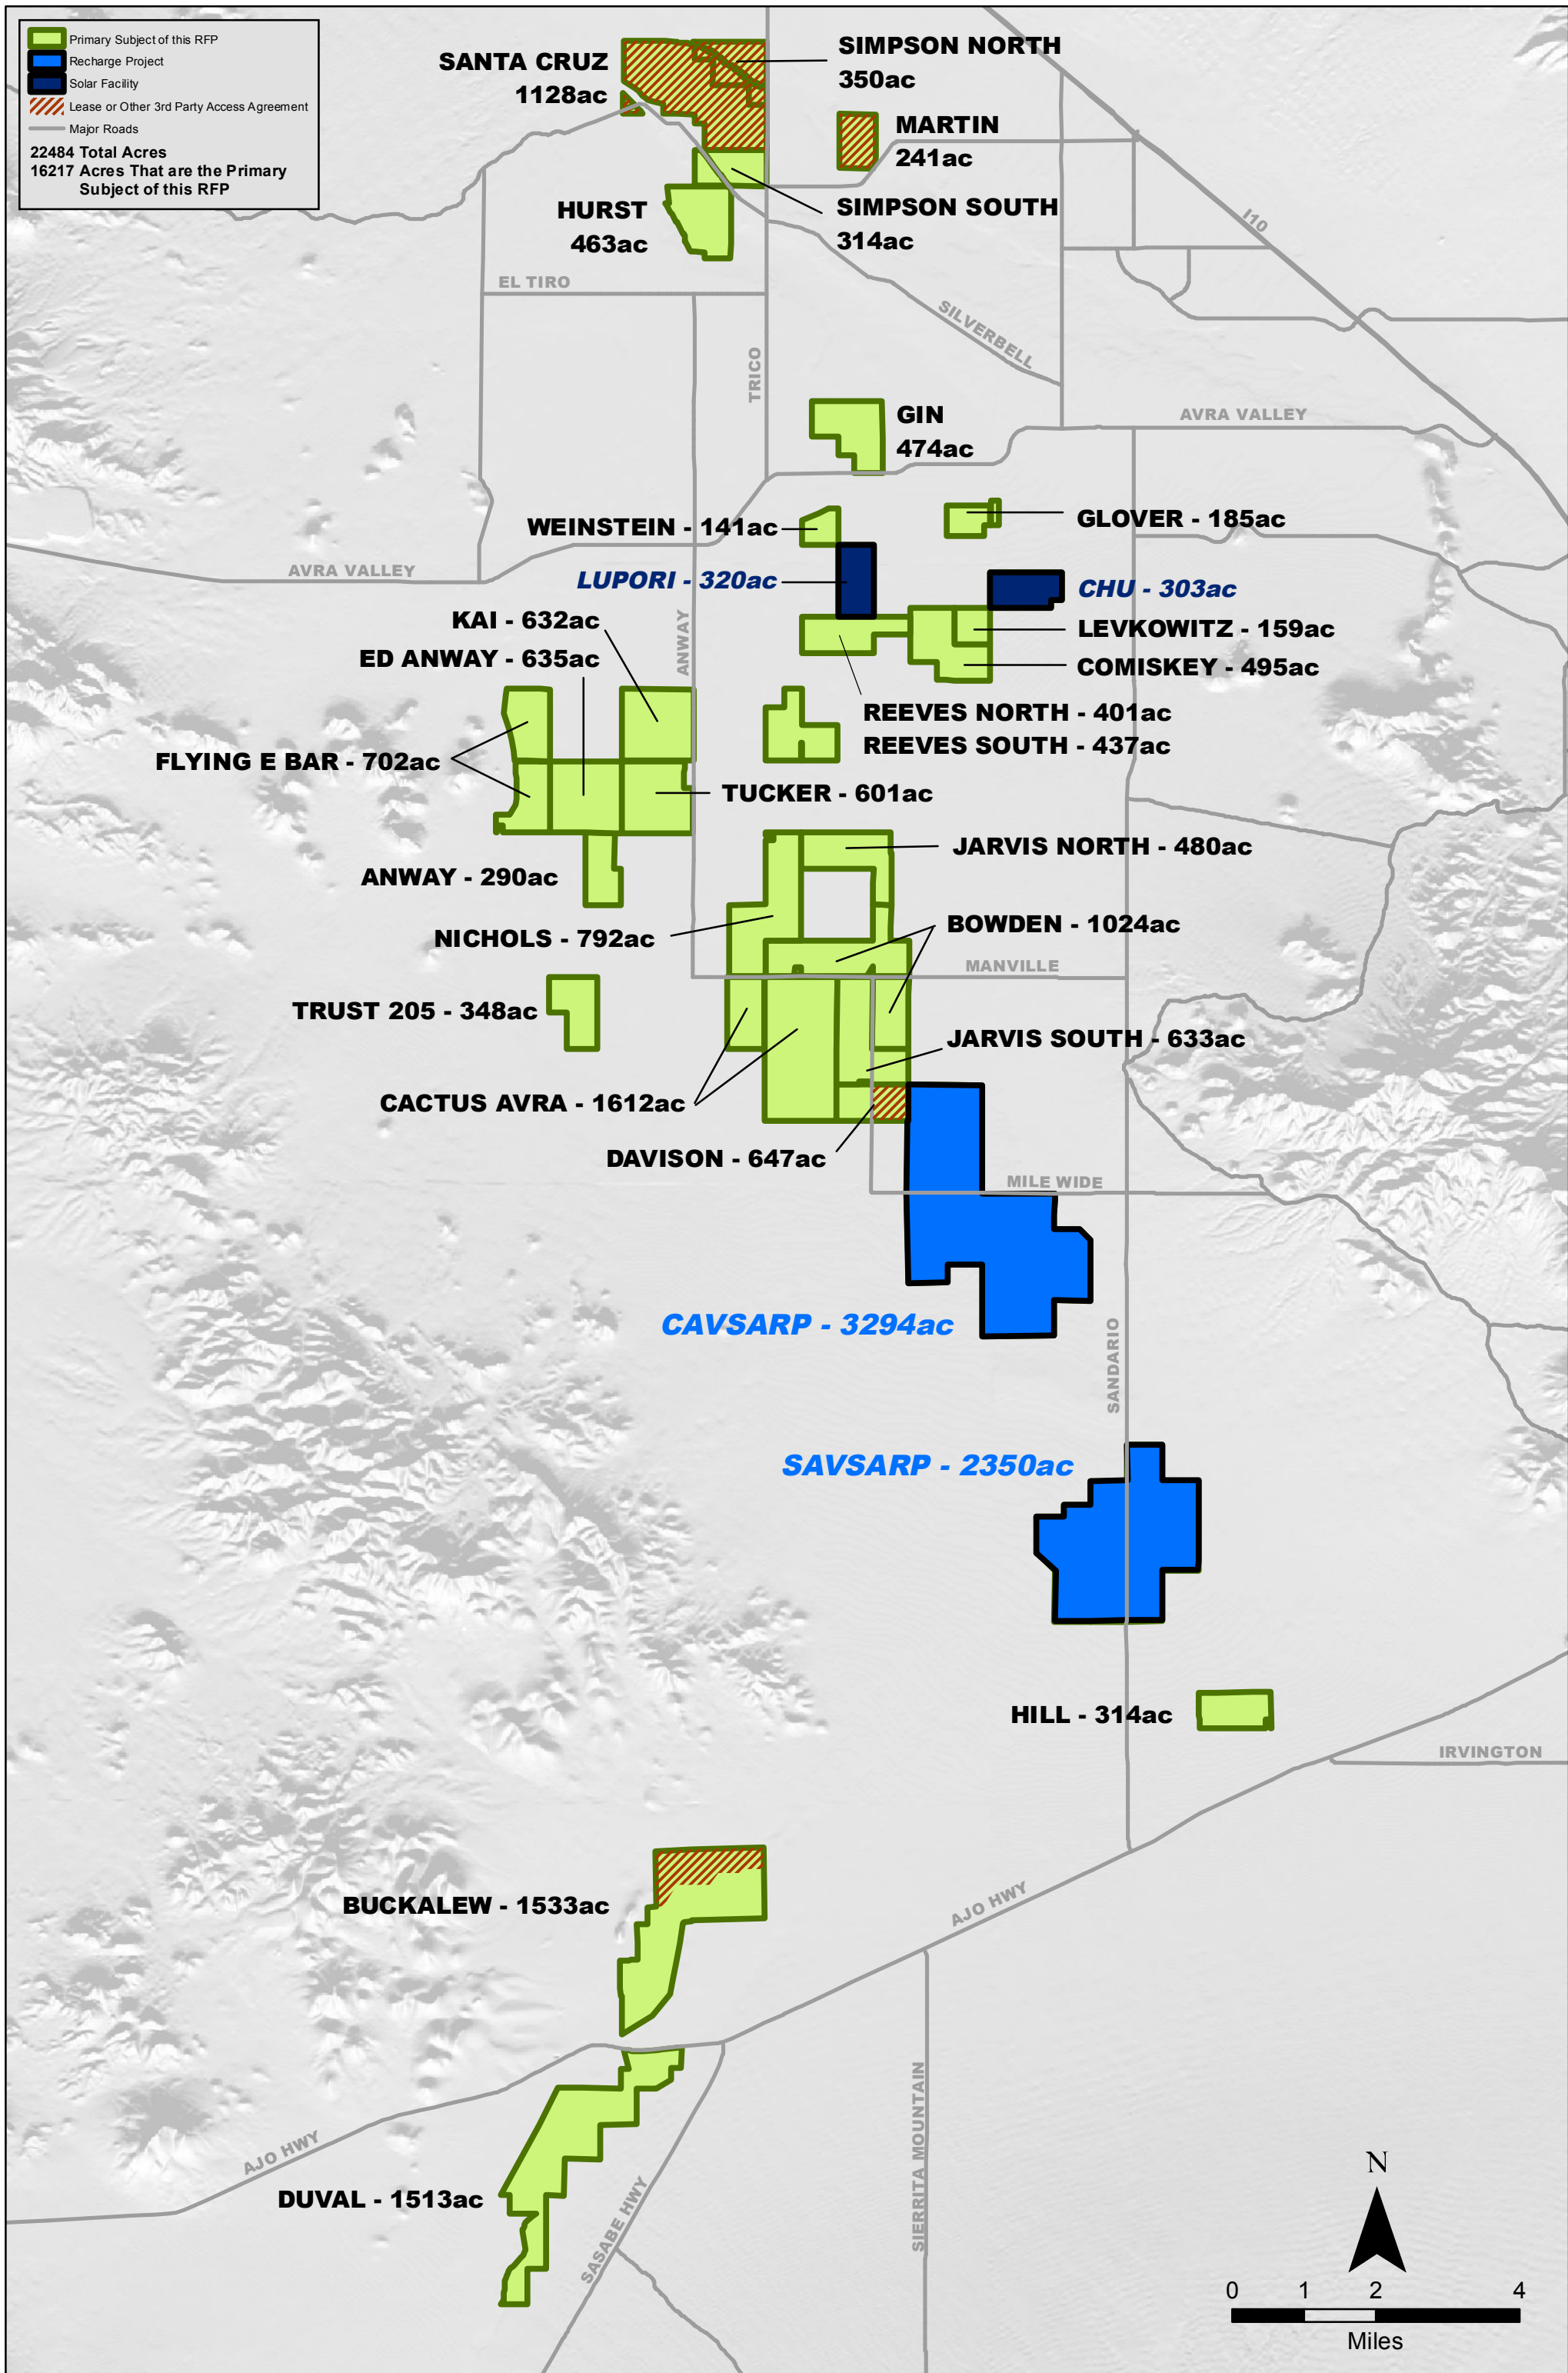 Primary Subject of this RFP
Recharge Project
Solar Facility
Lease or Other 3rd Party Access Agreement
Major Roads
22484 Total Acres
16217 Acres That are the Primary
Subject of this RFP
SANTA CRUZ
1128ac
SIMPSON NORTH
350ac
MARTIN
241ac
SIMPSON SOUTH
314ac
HURST
463ac
I10
EL TIRO
SILVERBELL
TRICO
GIN
474ac
AVRA VALLEY
WEINSTEIN - 141ac
GLOVER - 185ac
AVRA VALLEY
LUPORI - 320ac
CHU - 303ac
KAI - 632ac
ANWAY
LEVKOWITZ - 159ac
ED ANWAY - 635ac
COMISKEY - 495ac
REEVES NORTH - 401ac
REEVES SOUTH - 437ac
FLYING E BAR - 702ac
TUCKER - 601ac
JARVIS NORTH - 480ac
ANWAY - 290ac
BOWDEN - 1024ac
NICHOLS - 792ac
MANVILLE
TRUST 205 - 348ac
JARVIS SOUTH - 633ac
CACTUS AVRA - 1612ac
DAVISON - 647ac
MILE WIDE
CAVSARP - 3294ac
SANDARIO
SAVSARP - 2350ac
HILL - 314ac
IRVINGTON
BUCKALEW - 1533ac
AJO HWY
AJO HWY
SIERRITA MOUNTAIN
DUVAL - 1513ac
SASABE HWY
N
0 1 2 4
Miles